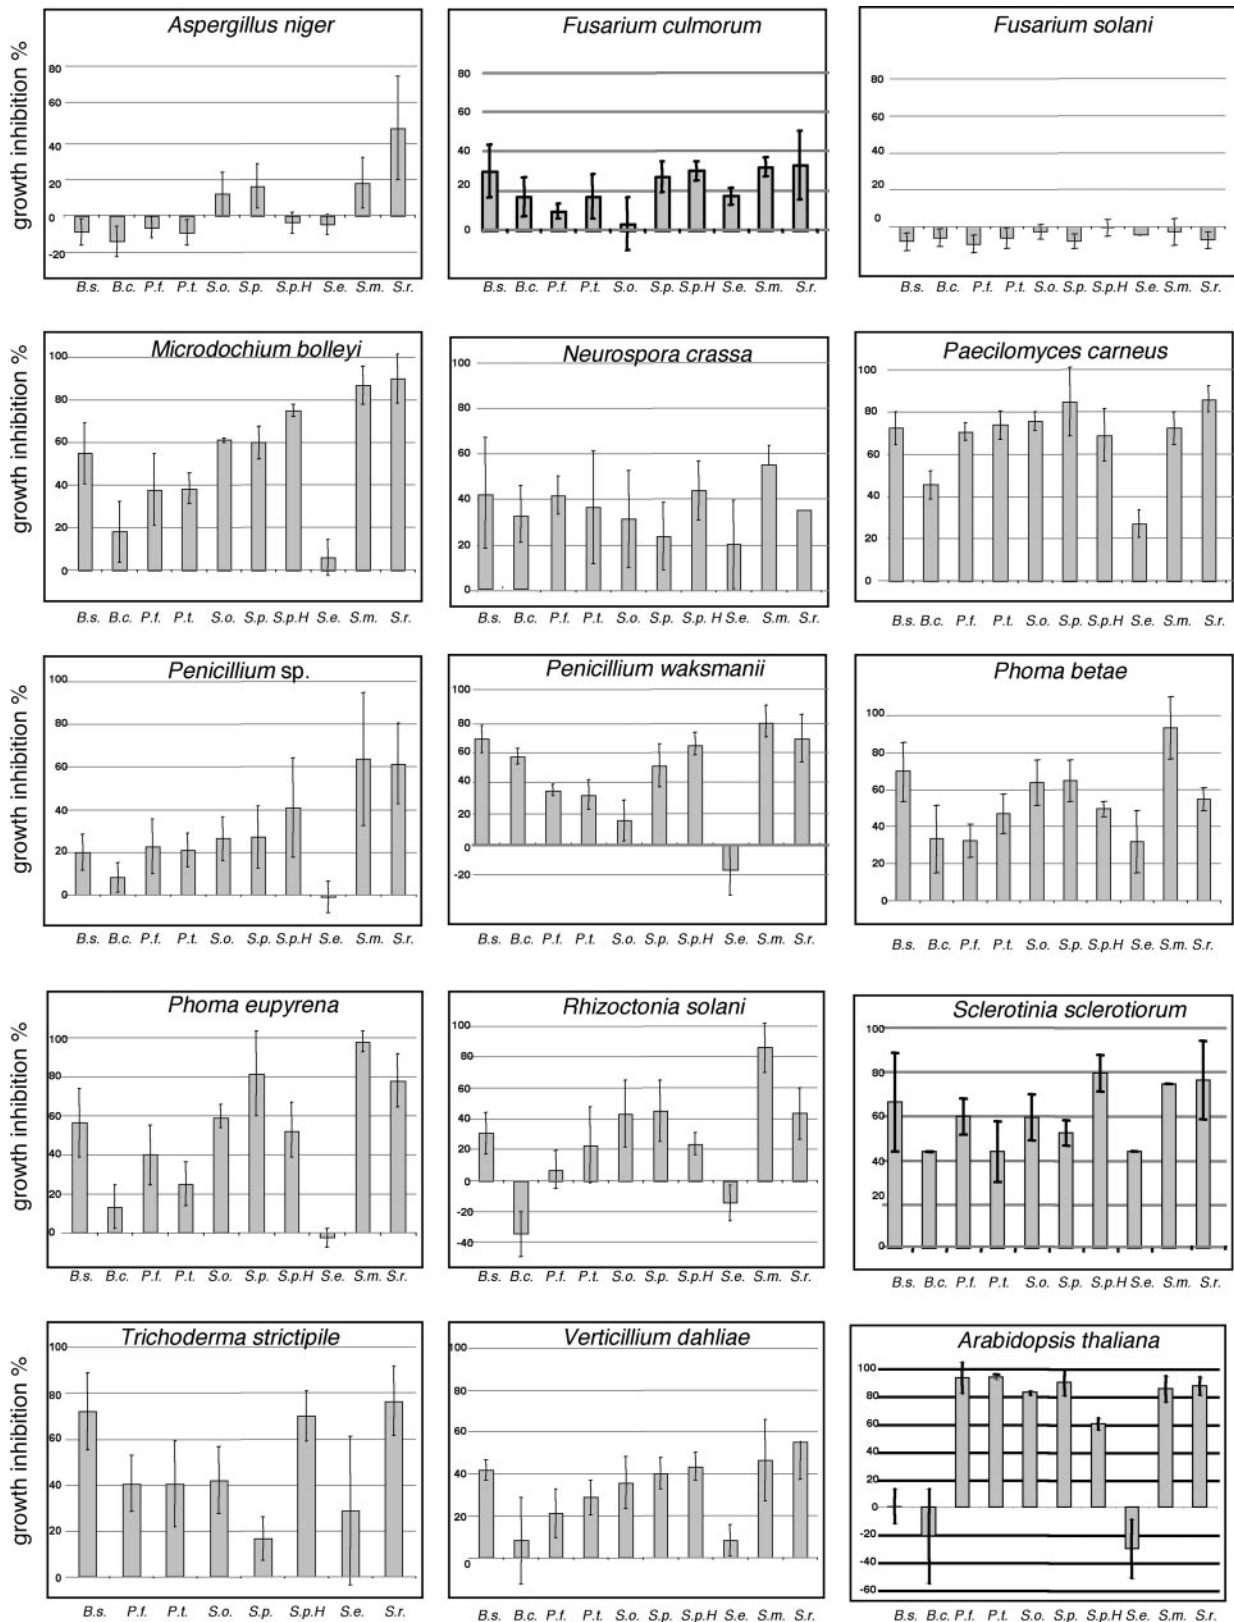 growth inhibition %
Aspergillus niger
80
60
40
20
0
-20
B.s. B.c. P.f. P.t. S.o. S.p. S.p.H S.e. S.m. S.r.
Fusarium culmorum
80
60
40
20
0
B.s. B.c. P.f. P.t. S.o. S.p. S.p.H S.e. S.m. S.r.
Fusarium solani
80
60
40
20
0
B.s. B.c. P.f. P.t. S.o. S.p. S.p.H S.e. S.m. S.r.
growth inhibition %
Microdochium bolleyi
100
80
60
40
20
0
B.s. B.c. P.f. P.t. S.o. S.p. S.p.H S.e. S.m. S.r.
Neurospora crassa
100
80
60
40
20
0
B.s. B.c. P.f. P.t. S.o. S.p. S.p. H S.e. S.m. S.r.
Paecilomyces carneus
100
80
60
40
20
0
B.s. B.c. P.f. P.t. S.o. S.p. S.p.H S.e. S.m. S.r.
growth inhibition %
Penicillium sp.
100
80
60
40
20
0
B.s. B.c. P.f. P.t. S.o. S.p. S.p.H S.e. S.m. S.r.
Penicillium waksmanii
100
80
60
40
20
0
-20
B.s. B.c. P.f. P.t. S.o. S.p. S.p.H S.e. S.m. S.r.
Phoma betae
100
80
60
40
20
0
B.s. B.c. P.f. P.t. S.o. S.p. S.p.H S.e. S.m. S.r.
growth inhibition %
Phoma eupyrena
100
80
60
40
20
0
B.s. B.c. P.f. P.t. S.o. S.p. S.p.H S.e. S.m. S.r.
Rhizoctonia solani
100
80
60
40
20
0
-20
-40
B.s. B.c. P.f. P.t. S.o. S.p. S.p.H S.e. S.m. S.r.
Sclerotinia sclerotiorum
100
80
60
40
20
0
B.s. B.c. P.f. P.t. S.o. S.p. S.p.H S.e. S.m. S.r.
growth inhibition %
Trichoderma strictipile
100
80
60
40
20
0
B.s. P.f. P.t. S.o. S.p. S.p.H S.e. S.r.
Verticillium dahliae
100
80
60
40
20
0
B.s. B.c. P.f. P.t. S.o. S.p. S.p.H S.e. S.m. S.r.
Arabidopsis thaliana
100
80
60
40
20
0
-20
-40
-60
B.s. B.c. P.f. P.t. S.o. S.p. S.p.H S.e. S.m. S.r.